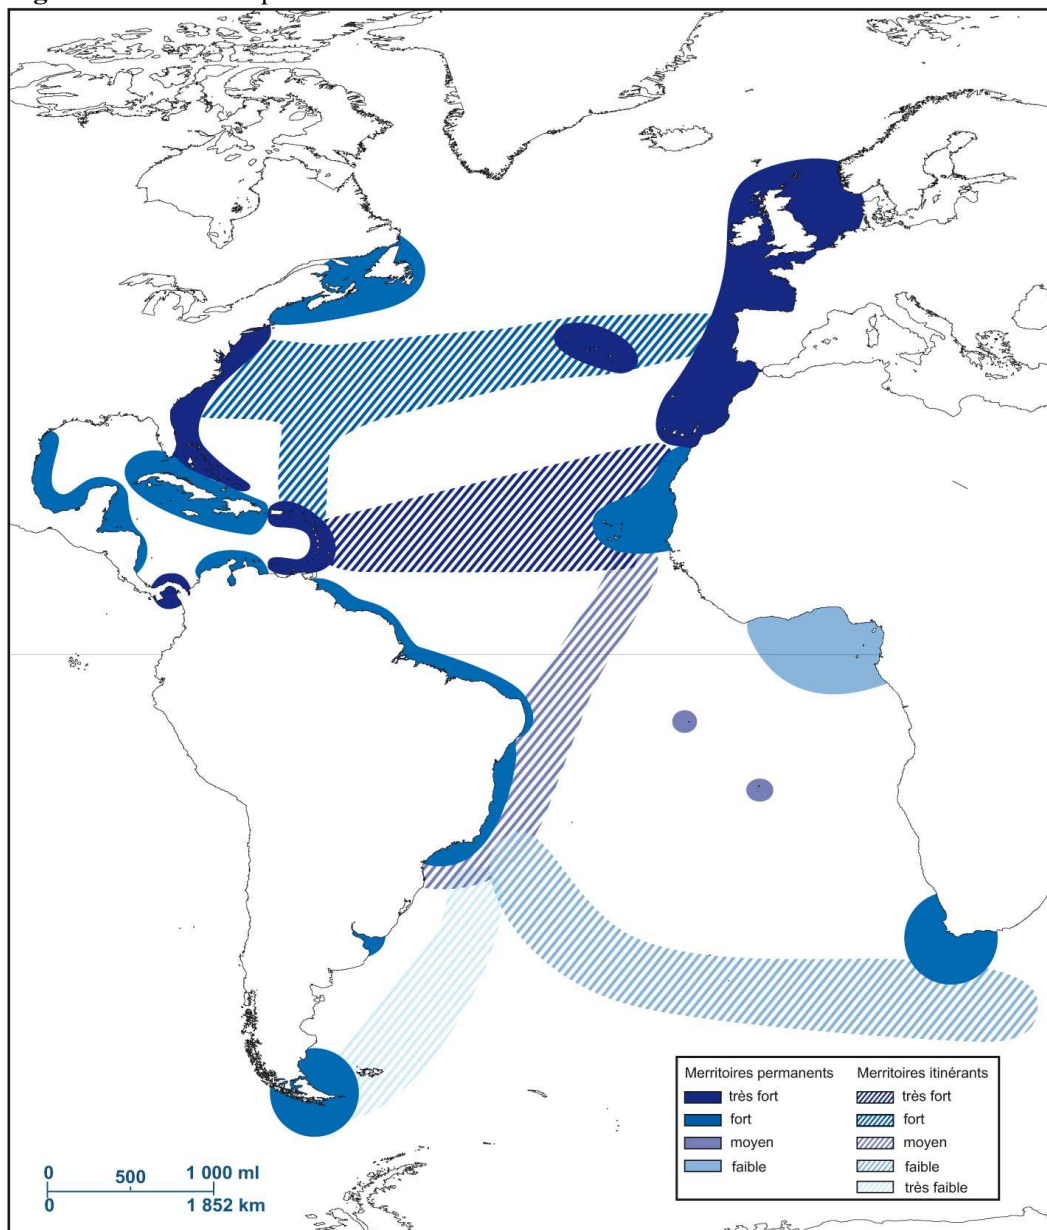 Merritoires permanents
très fort
fort
moyen
faible
Merritoires itinérants
très fort
fort
moyen
faible
très faible
0 500 1 000 ml
0 1 852 km